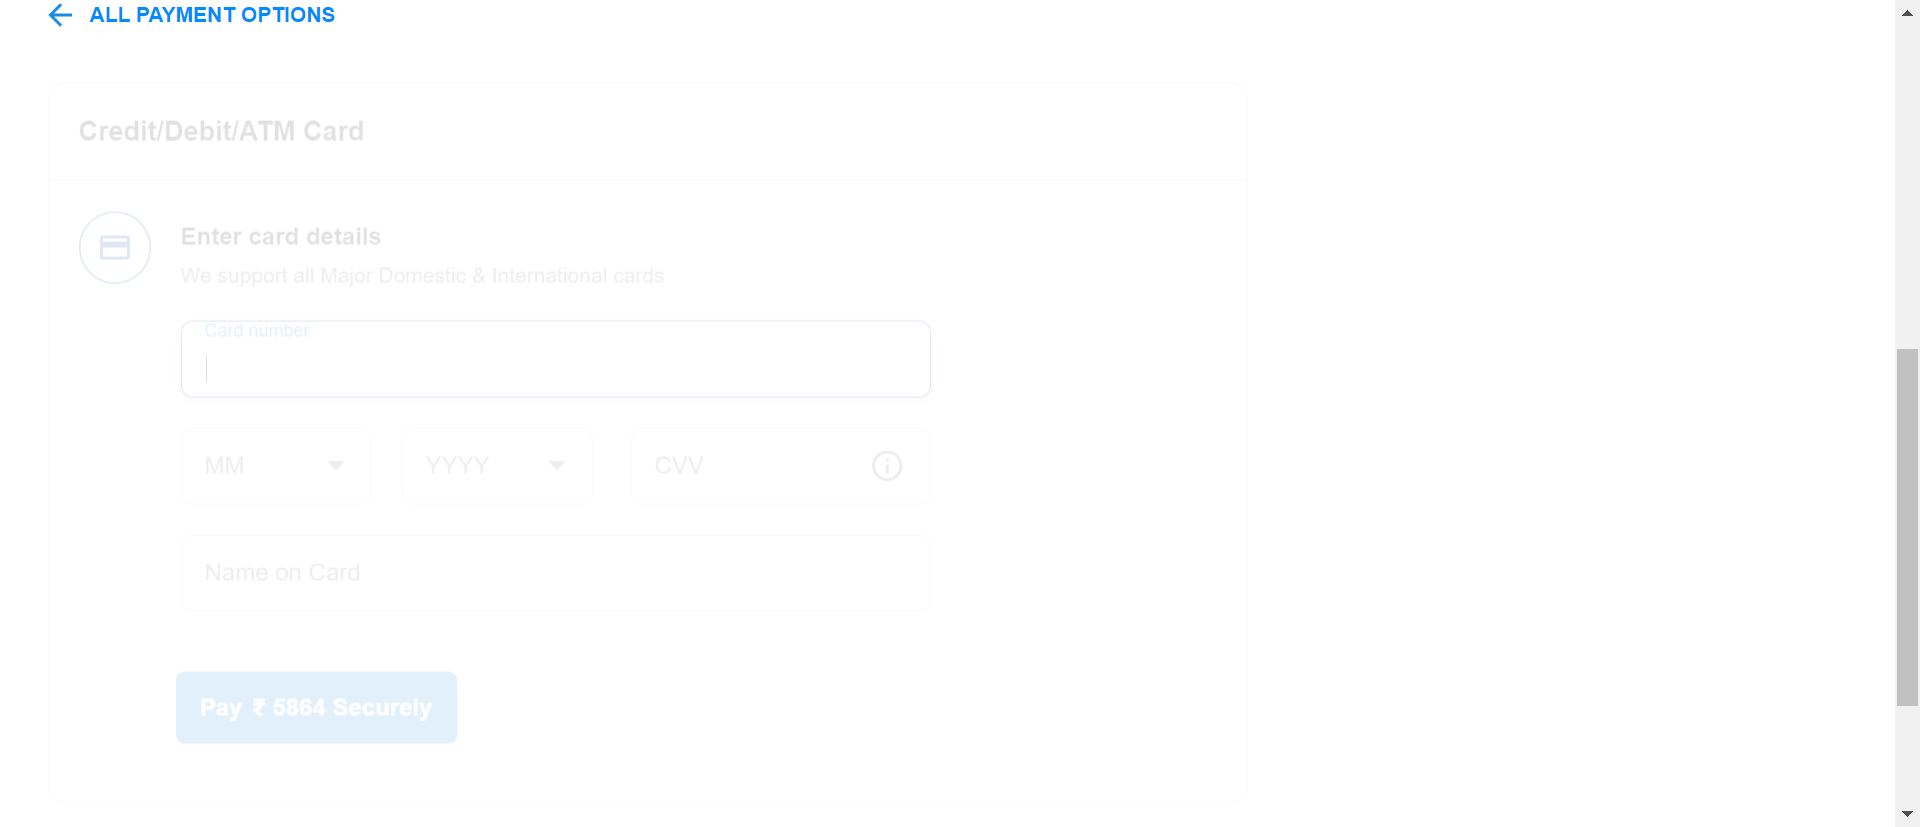 ALL PAYMENT OPTIONS
Credit/Debit/ATM Card
Enter card details
We support all Major Domestic & International cards
Card number
MM YYYY CVV
Name on Card
Pay ₹ 5864 Securely